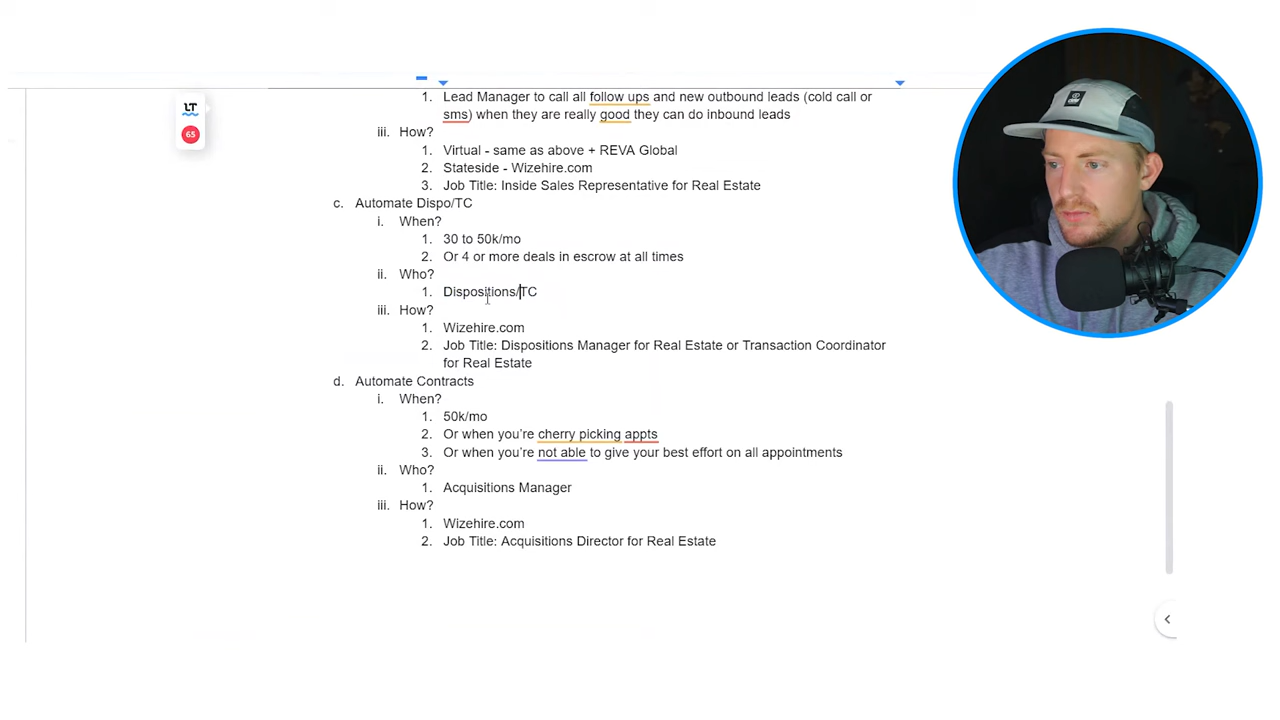 LT
65
1. Lead Manager to call all follow ups and new outbound leads (cold call or
sms) when they are really good they can do inbound leads
iii. How?
1. Virtual - same as above + REVA Global
2. Stateside - Wizehire.com
3. Job Title: Inside Sales Representative for Real Estate
c. Automate Dispo/TC
i. When?
1. 30 to 50k/mo
2. Or 4 or more deals in escrow at all times
ii. Who?
1. Dispositions/TC
iii. How?
1. Wizehire.com
2. Job Title: Dispositions Manager for Real Estate or Transaction Coordinator
for Real Estate
d. Automate Contracts
i. When?
1. 50k/mo
2. Or when you’re cherry picking appts
3. Or when you’re not able to give your best effort on all appointments
ii. Who?
1. Acquisitions Manager
iii. How?
1. Wizehire.com
2. Job Title: Acquisitions Director for Real Estate